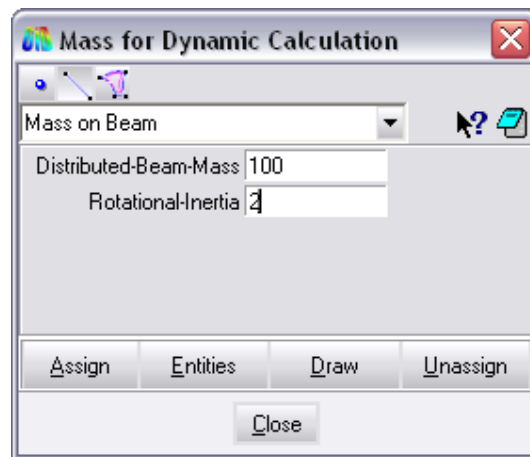 Mass for Dynamic Calculation
Mass on Beam
?
Distributed-Beam-Mass 100
Rotational-Inertia 2
Assign Entities Draw Unassign
Close